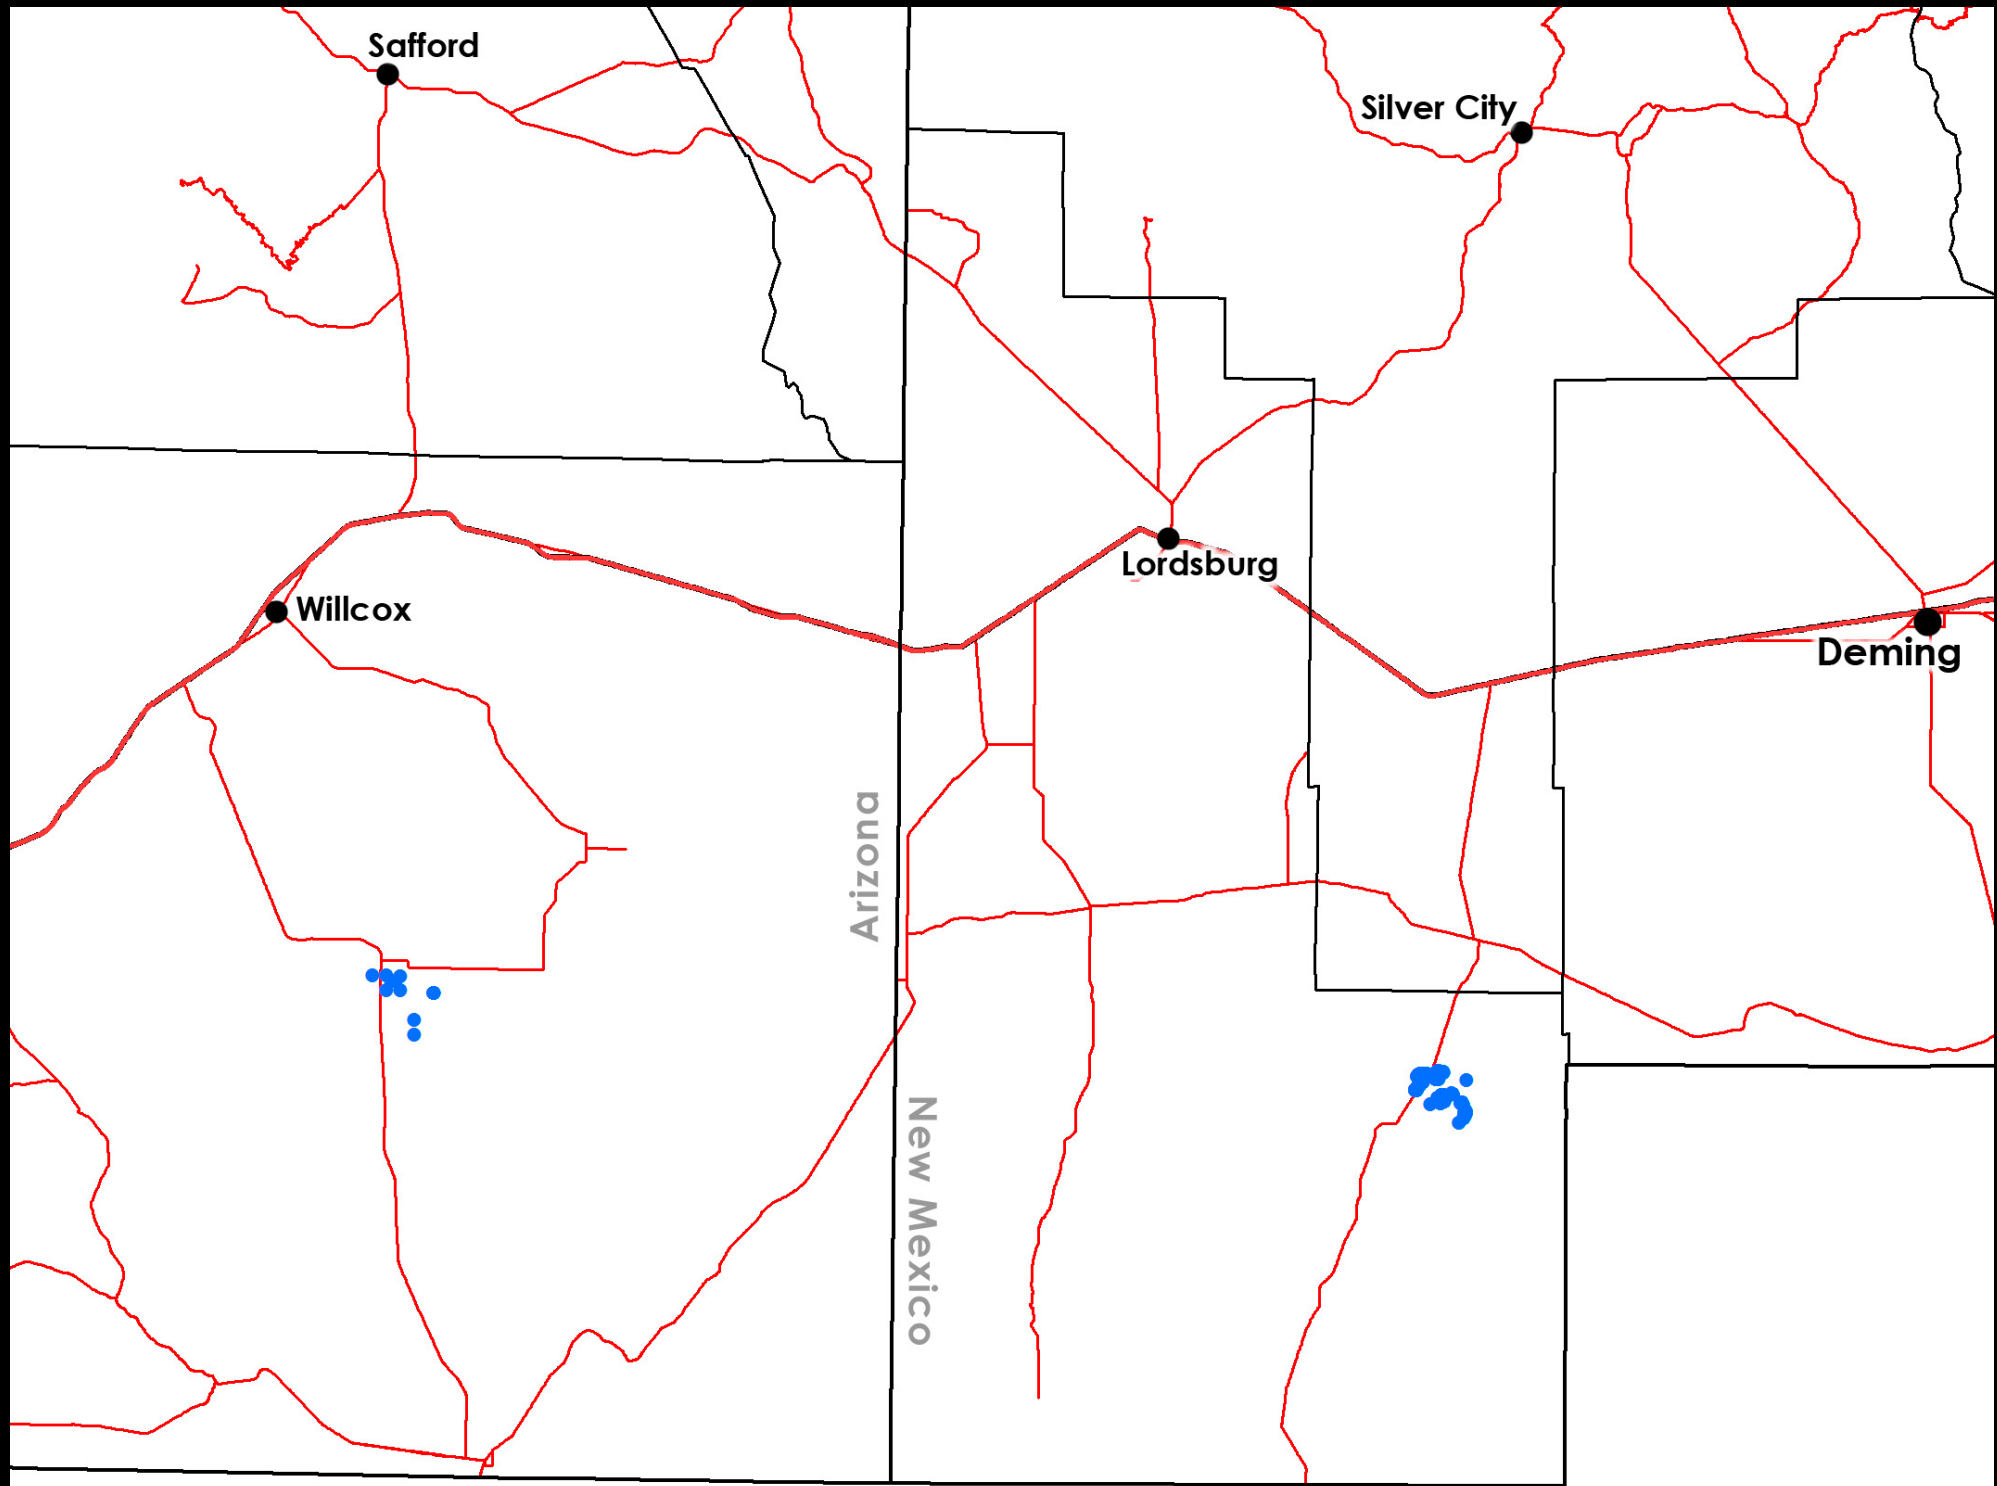 Safford
Silver City
Lordsburg
Willcox
Deming
Arizona
New Mexico